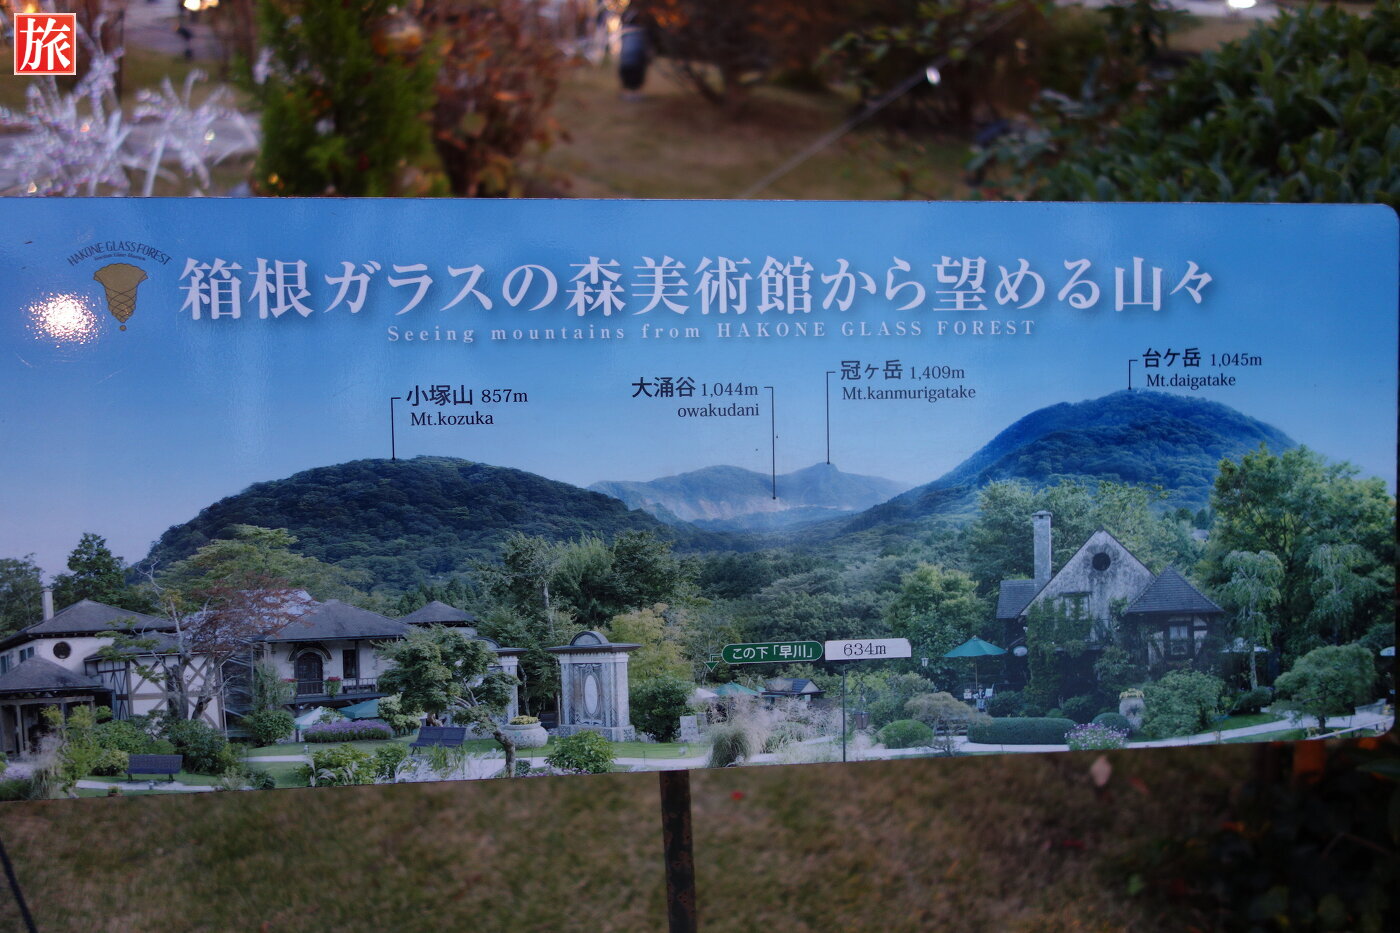 旅
HAKONE GLASS FOREST
箱根ガラスの森美術館から望める山々
Seeing mountains from HAKONE GLASS FOREST
小塚山 857m
Mt.kozuka
大涌谷 1,044m
owakudani
冠ヶ岳 1,409m
Mt.kanmurigatake
台ケ岳 1,045m
Mt.daigatake
この下「早川」
634m